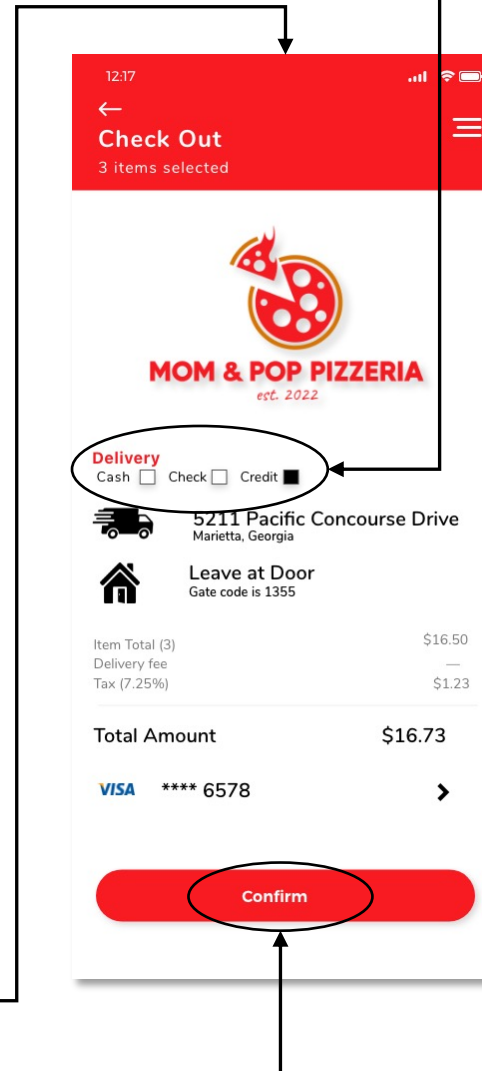 12:17
Check Out
3 items selected
MOM & POP PIZZERIA
est. 2022
Delivery
Cash Check Credit
5211 Pacific Concourse Drive
Marietta, Georgia
Leave at Door
Gate code is 1355
Item Total (3) $16.50
Delivery fee —
Tax (7.25%) $1.23
Total Amount $16.73
VISA **** 6578
Confirm